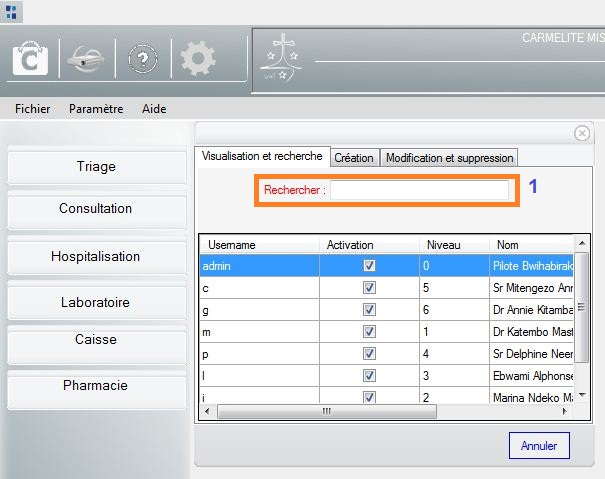 CARMELITE MIS
C
?
Fichier Paramètre Aide
Triage
Consultation
Hospitalisation
Laboratoire
Caisse
Pharmacie
Visualisation et recherche Création Modification et suppression
Rechercher : 1
Username Activation Niveau Nom
admin 0 Pilote Bwihabirak
c 5 Sr Mitengezo Ann
g 6 Dr Annie Kitamba
m 1 Dr Katembo Mast
p 4 Sr Delphine Neer
l 3 Ebwami Alphonse
i 2 Marina Ndeko Ma
Annuler